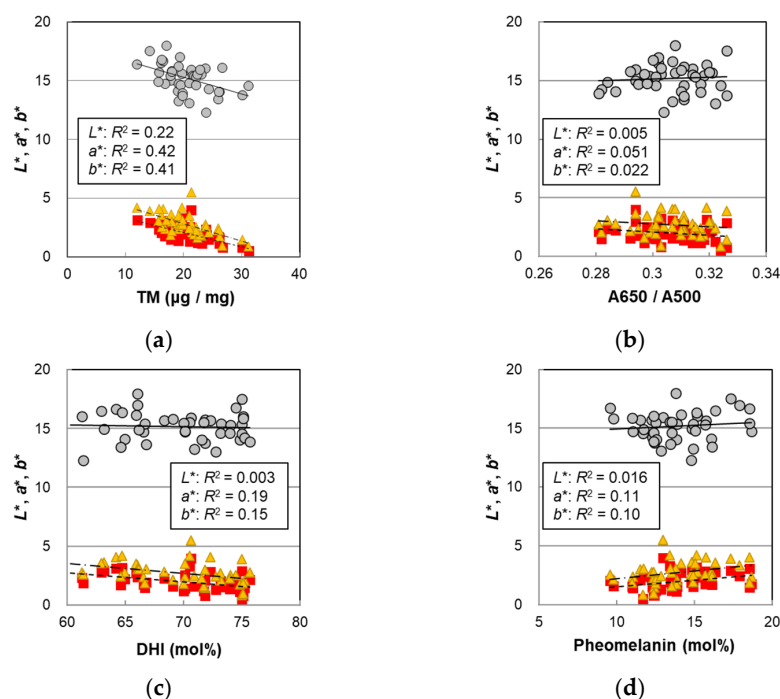 20
15
10
5
0
L*, a*, b*
L*: R² = 0.22
a*: R² = 0.42
b*: R² = 0.41
0 10 20 30 40
TM (µg / mg)
(a)
20
15
10
5
0
L*, a*, b*
L*: R² = 0.005
a*: R² = 0.051
b*: R² = 0.022
0.26 0.28 0.3 0.32 0.34
A650 / A500
(b)
20
15
10
5
0
L*, a*, b*
L*: R² = 0.003
a*: R² = 0.19
b*: R² = 0.15
60 65 70 75 80
DHI (mol%)
(c)
20
15
10
5
0
L*, a*, b*
L*: R² = 0.016
a*: R² = 0.11
b*: R² = 0.10
5 10 15 20
Pheomelanin (mol%)
(d)